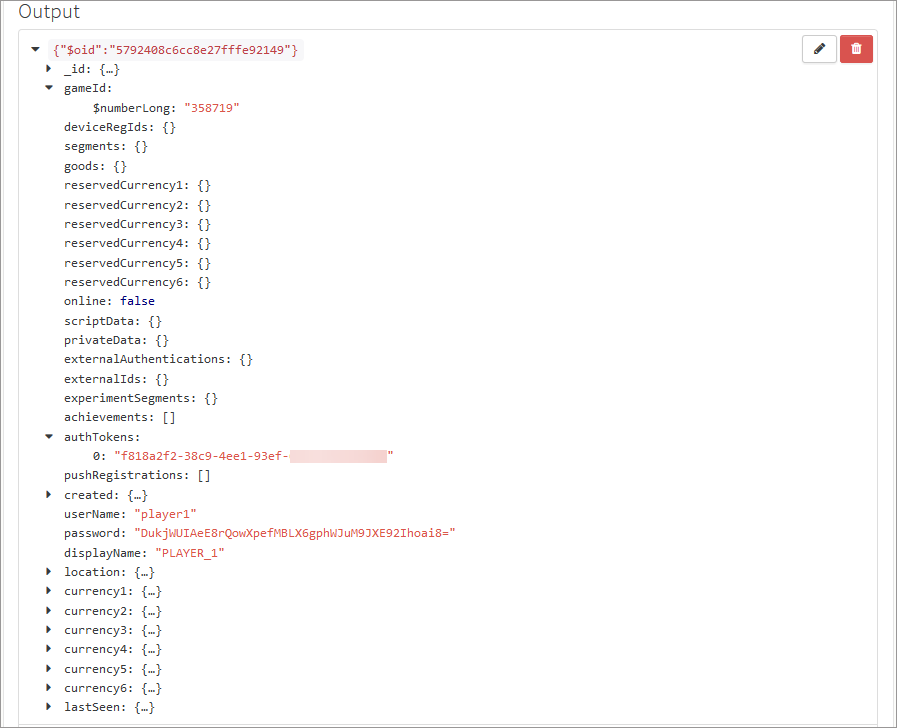 Output
{"$oid":"5792408c6cc8e27fffe92149"}
_id: {…}
gameId:
$numberLong: "358719"
deviceRegIds: {}
segments: {}
goods: {}
reservedCurrency1: {}
reservedCurrency2: {}
reservedCurrency3: {}
reservedCurrency4: {}
reservedCurrency5: {}
reservedCurrency6: {}
online: false
scriptData: {}
privateData: {}
externalAuthentications: {}
externalIds: {}
experimentSegments: {}
achievements: []
authTokens:
0: "f818a2f2-38c9-4ee1-93ef-"
pushRegistrations: []
created: {…}
userName: "player1"
password: "DukjWUIAeE8rQowXpefMBLX6gphWJuM9JXE92Ihoai8="
displayName: "PLAYER_1"
location: {…}
currency1: {…}
currency2: {…}
currency3: {…}
currency4: {…}
currency5: {…}
currency6: {…}
lastSeen: {…}